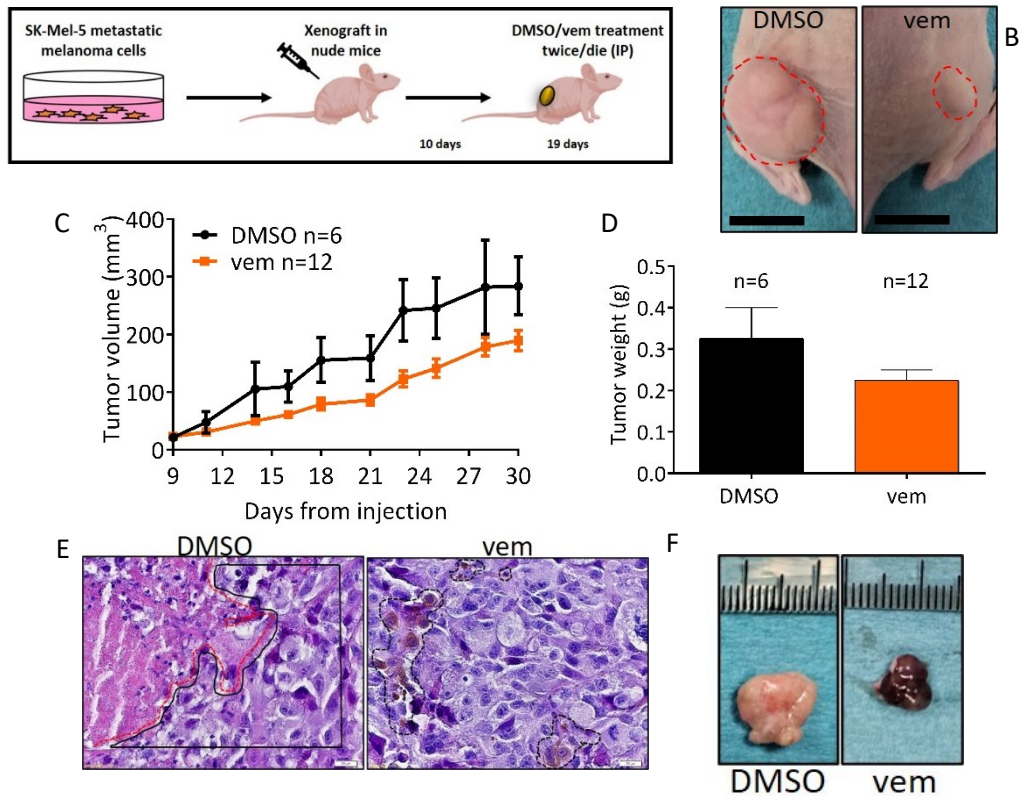 SK-Mel-5 metastatic
melanoma cells
Xenograft in
nude mice
DMSO/vem treatment
twice/die (IP)
10 days
19 days
DMSO
vem
B
C
Tumor volume (mm³)
400
300
200
100
0
DMSO n=6
vem n=12
9
12
15
18
21
24
27
30
Days from injection
D
Tumor weight (g)
0.5
0.4
0.3
0.2
0.1
0.0
n=6
n=12
DMSO
vem
E
DMSO
vem
F
DMSO
vem